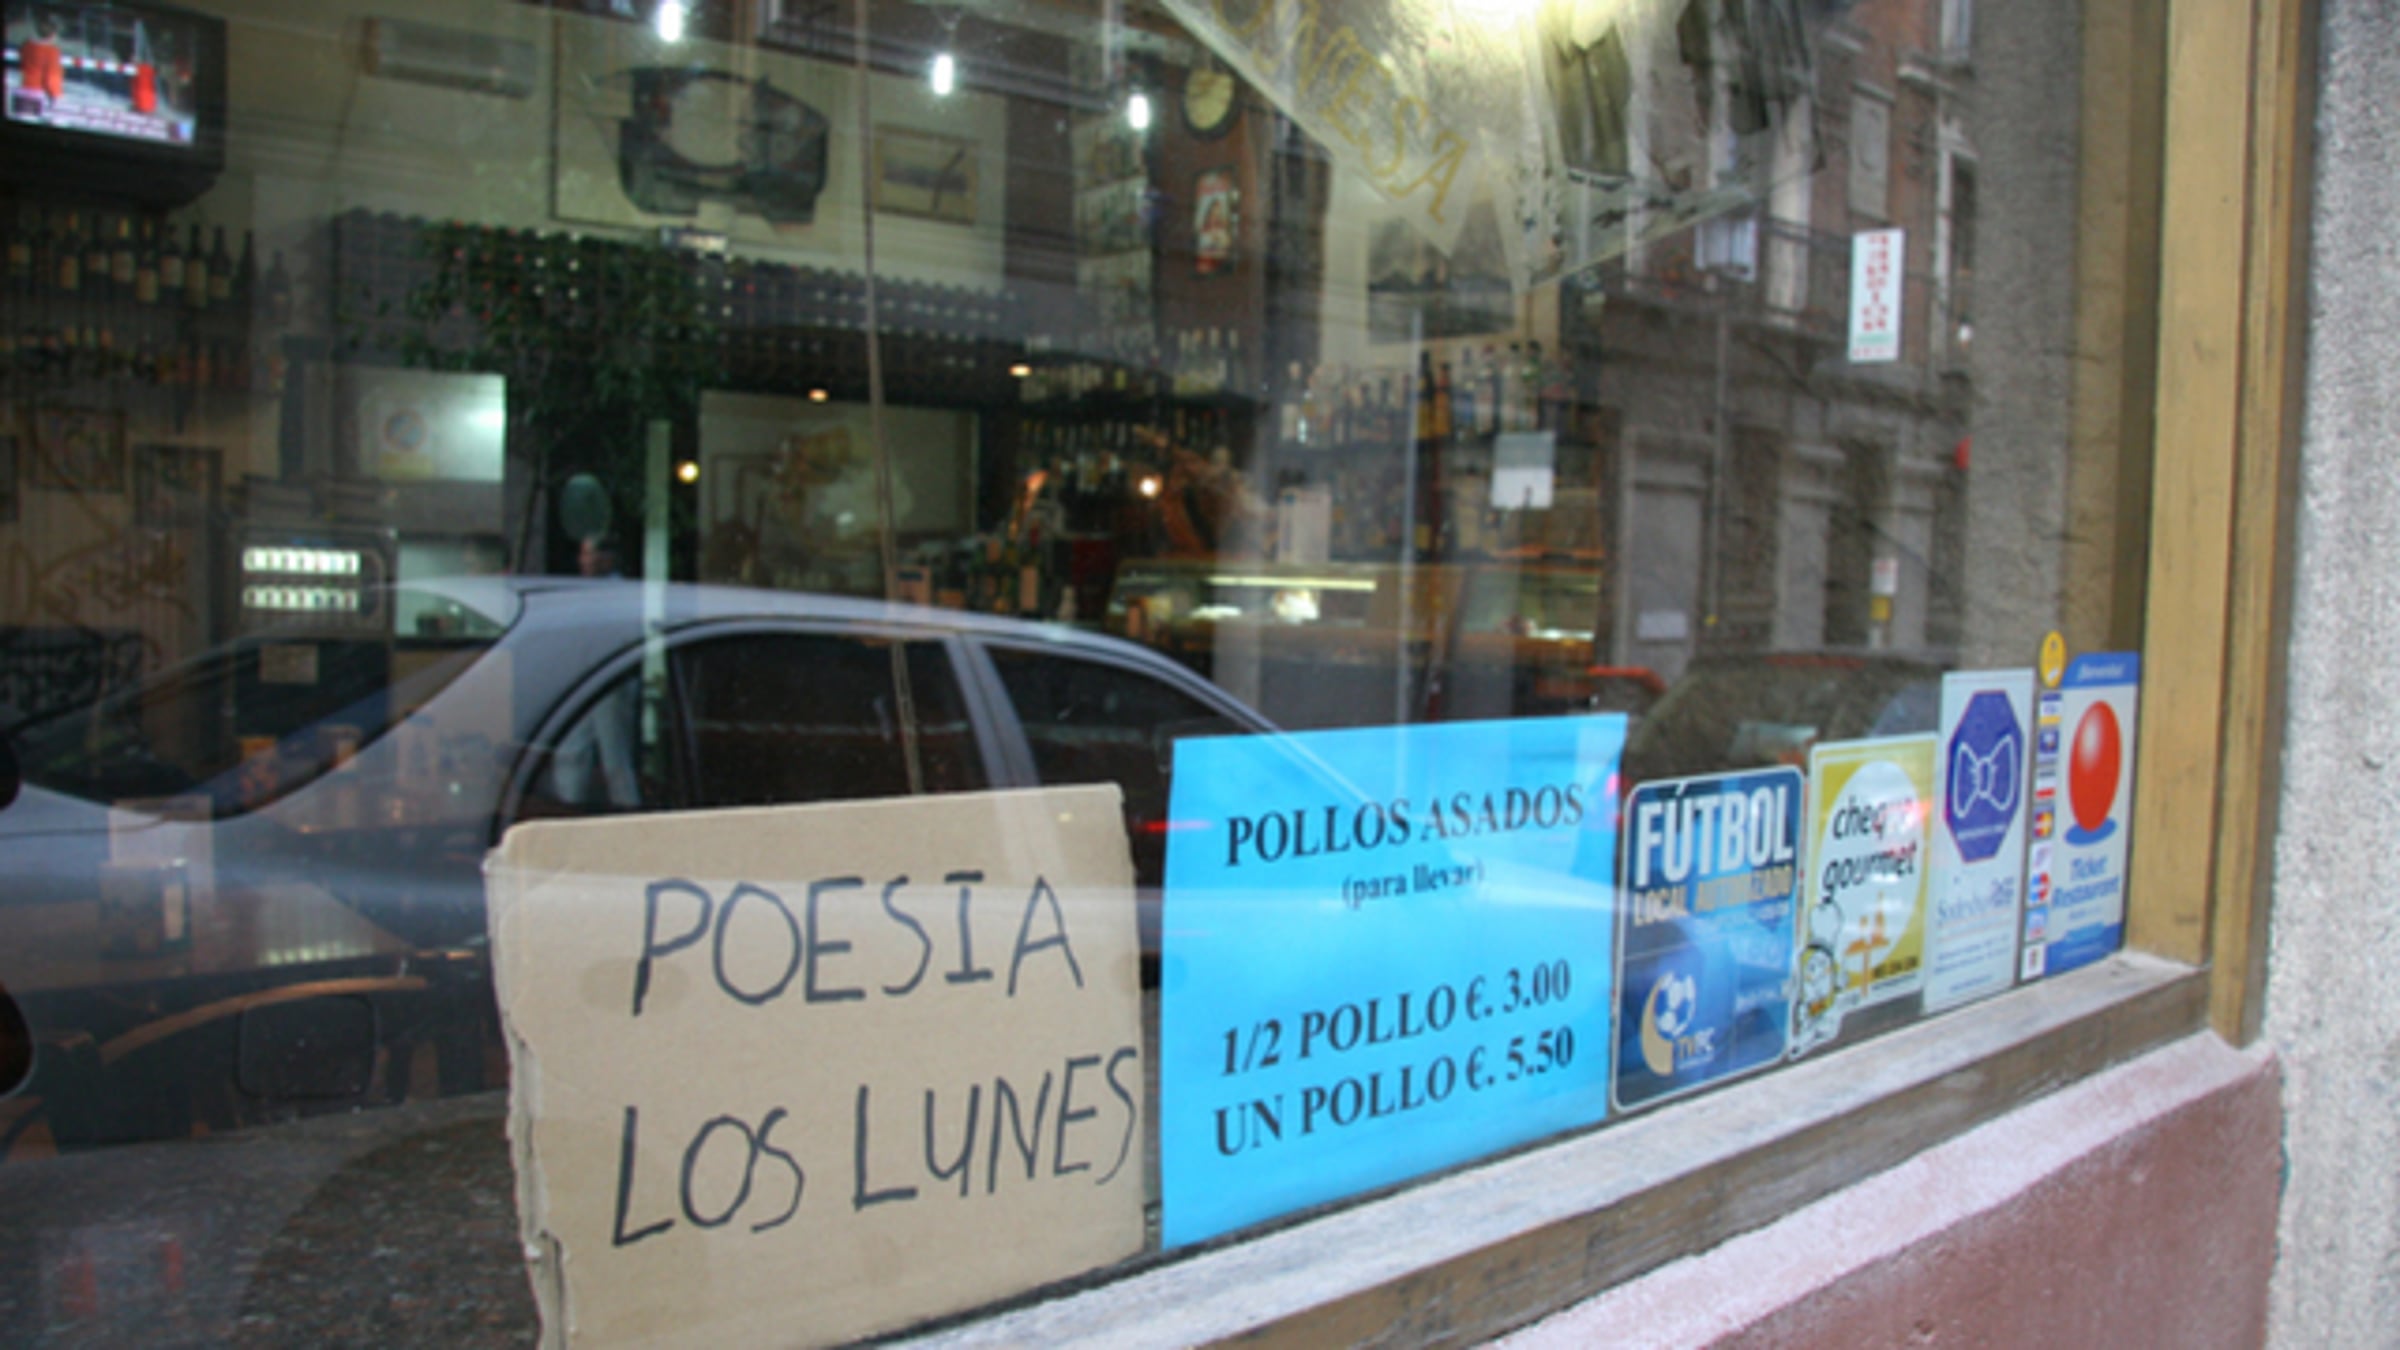 POESIA
LOS LUNES
POLLOS ASADOS
(para llevar)
1/2 POLLO €. 3.00
UN POLLO €. 5.50
FÚTBOL
LOCAL AUTORIZADO
cheque
gourmet
Ticket
Restaurant